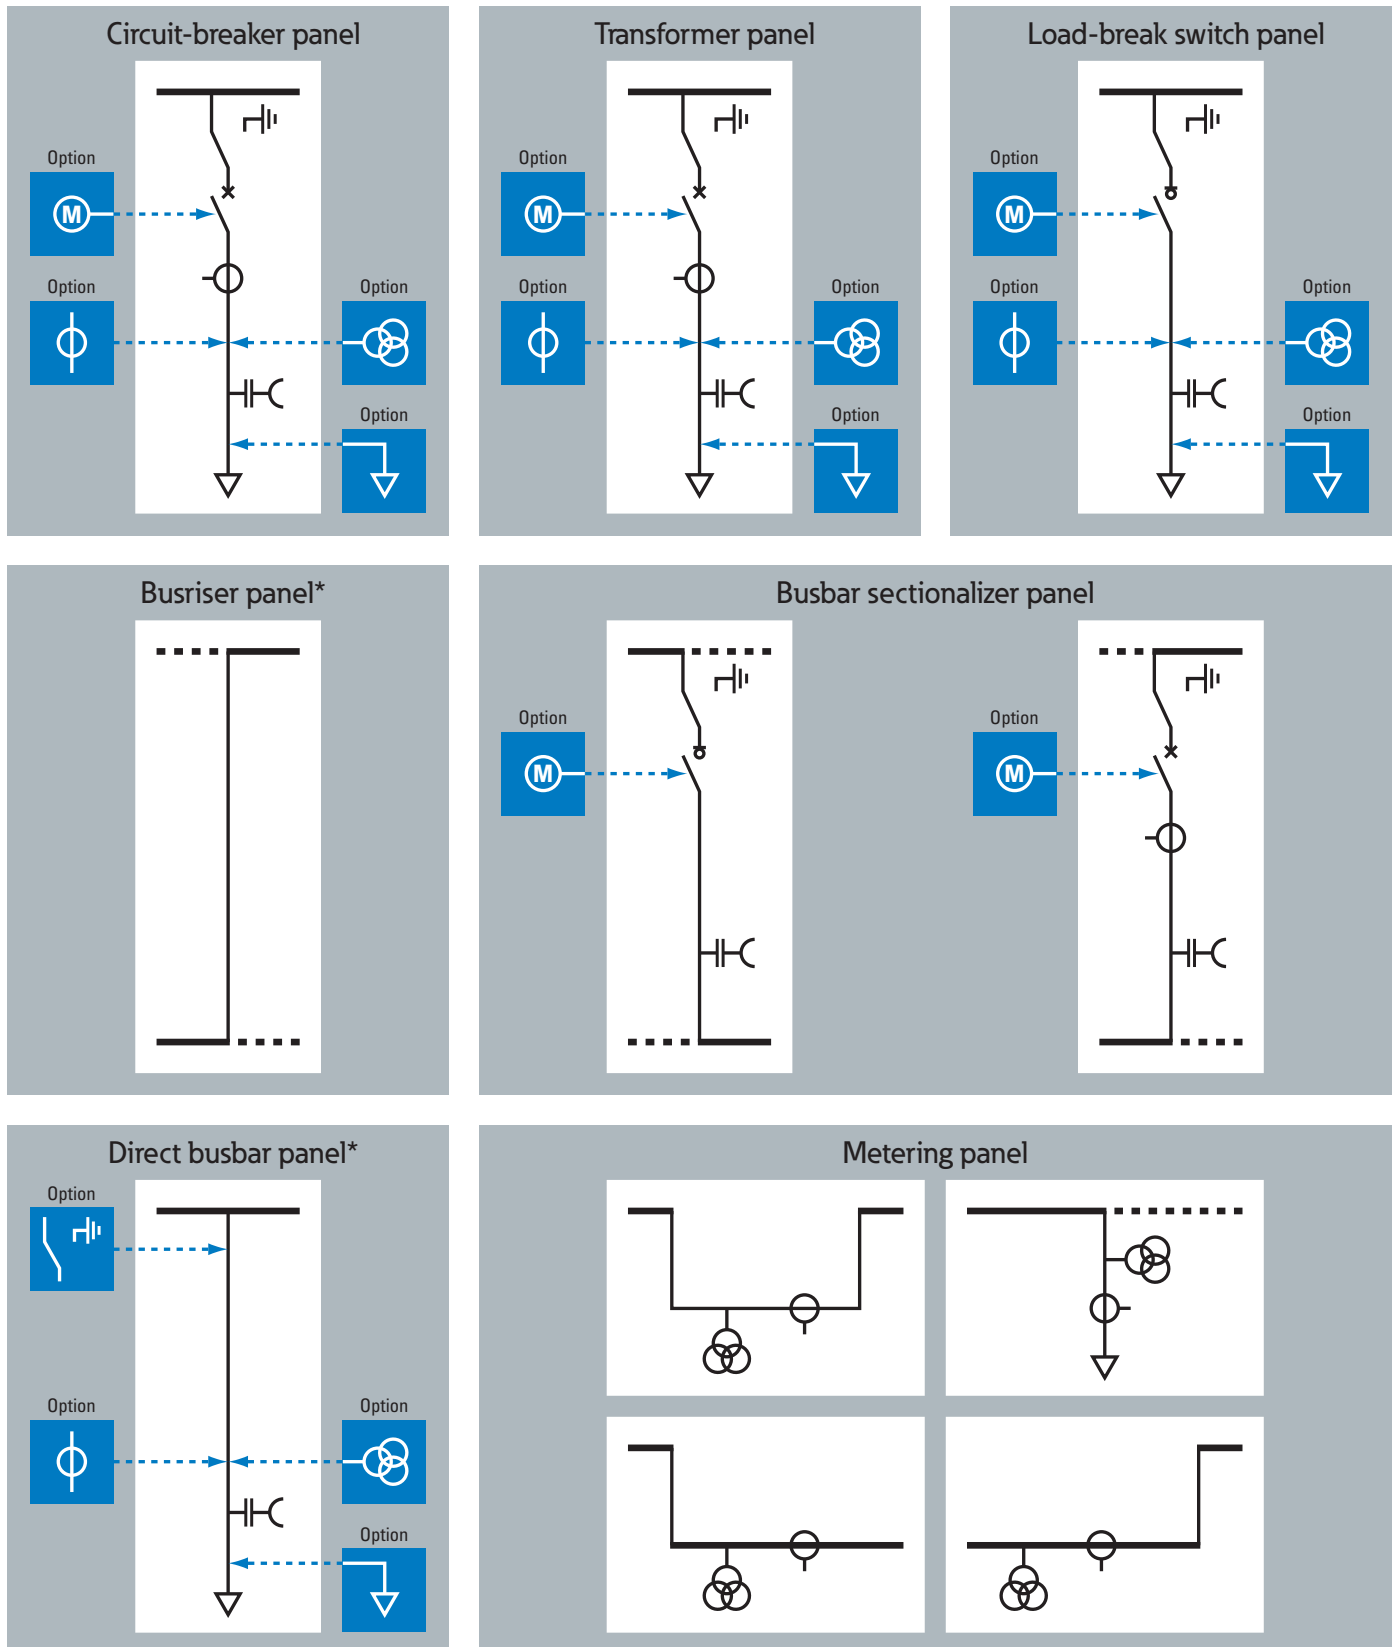 Circuit-breaker panel
Option
M
Option
Option
Option
Transformer panel
Option
M
Option
Option
Option
Load-break switch panel
Option
M
Option
Option
Option
Busriser panel*
Busbar sectionalizer panel
Option
M
Option
M
Direct busbar panel*
Option
Option
Option
Option
Metering panel